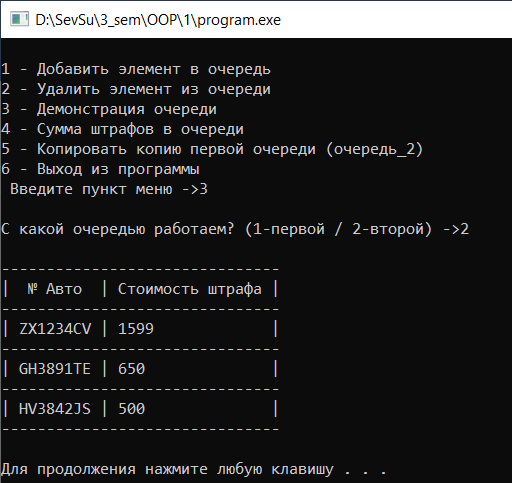 D:\SevSu\3_sem\OOP\1\program.exe
1 - Добавить элемент в очередь
2 - Удалить элемент из очереди
3 - Демонстрация очереди
4 - Сумма штрафов в очереди
5 - Копировать копию первой очереди (очередь_2)
6 - Выход из программы
Введите пункт меню ->3
С какой очередью работаем? (1-первой / 2-второй) ->2
------------------------------
|  № Авто  | Стоимость штрафа |
------------------------------
| ZX1234CV | 1599             |
------------------------------
| GH3891TE | 650              |
------------------------------
| HV3842JS | 500              |
------------------------------
Для продолжения нажмите любую клавишу . . .